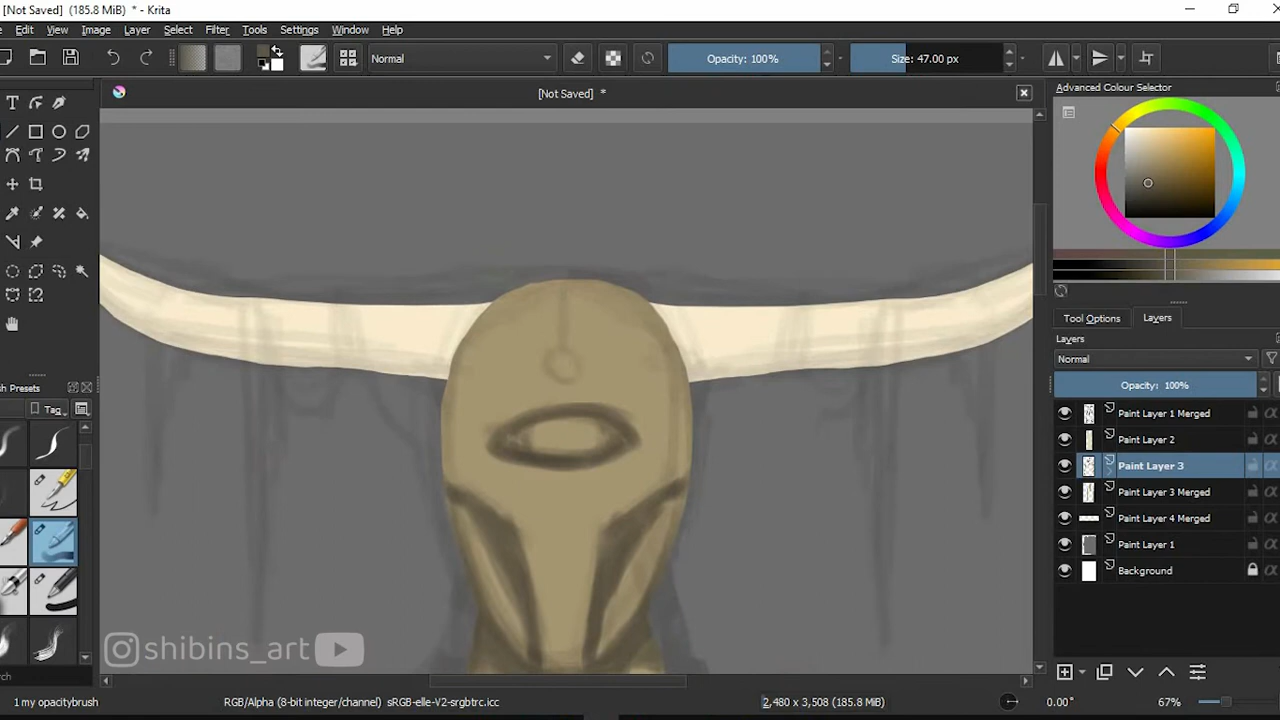 [Not Saved] (185.8 MiB) * - Krita
Edit View Image Layer Select Filter Tools Settings Window Help
Normal Opacity: 100% Size: 47.00 px
[Not Saved] *
Advanced Colour Selector
Tool Options Layers
Layers
Normal
Opacity: 100%
Paint Layer 1 Merged
Paint Layer 2
Paint Layer 3
Paint Layer 3 Merged
Paint Layer 4 Merged
Paint Layer 1
Background
sh Presets
Tag
rch
shibins_art
1 my opacitybrush RGB/Alpha (8-bit integer/channel) sRGB-elle-V2-srgbtrc.icc 2,480 x 3,508 (185.8 MiB) 0.00° 67%